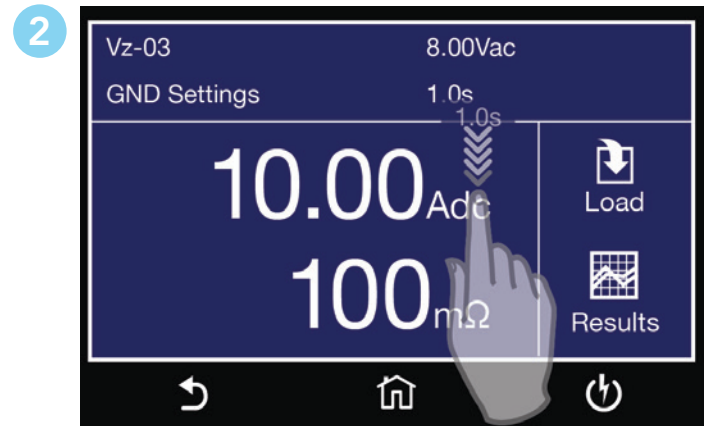 2
Vz-03 8.00Vac
GND Settings 1.0s
1.0s
10.00Adc
Load
100mΩ
Results